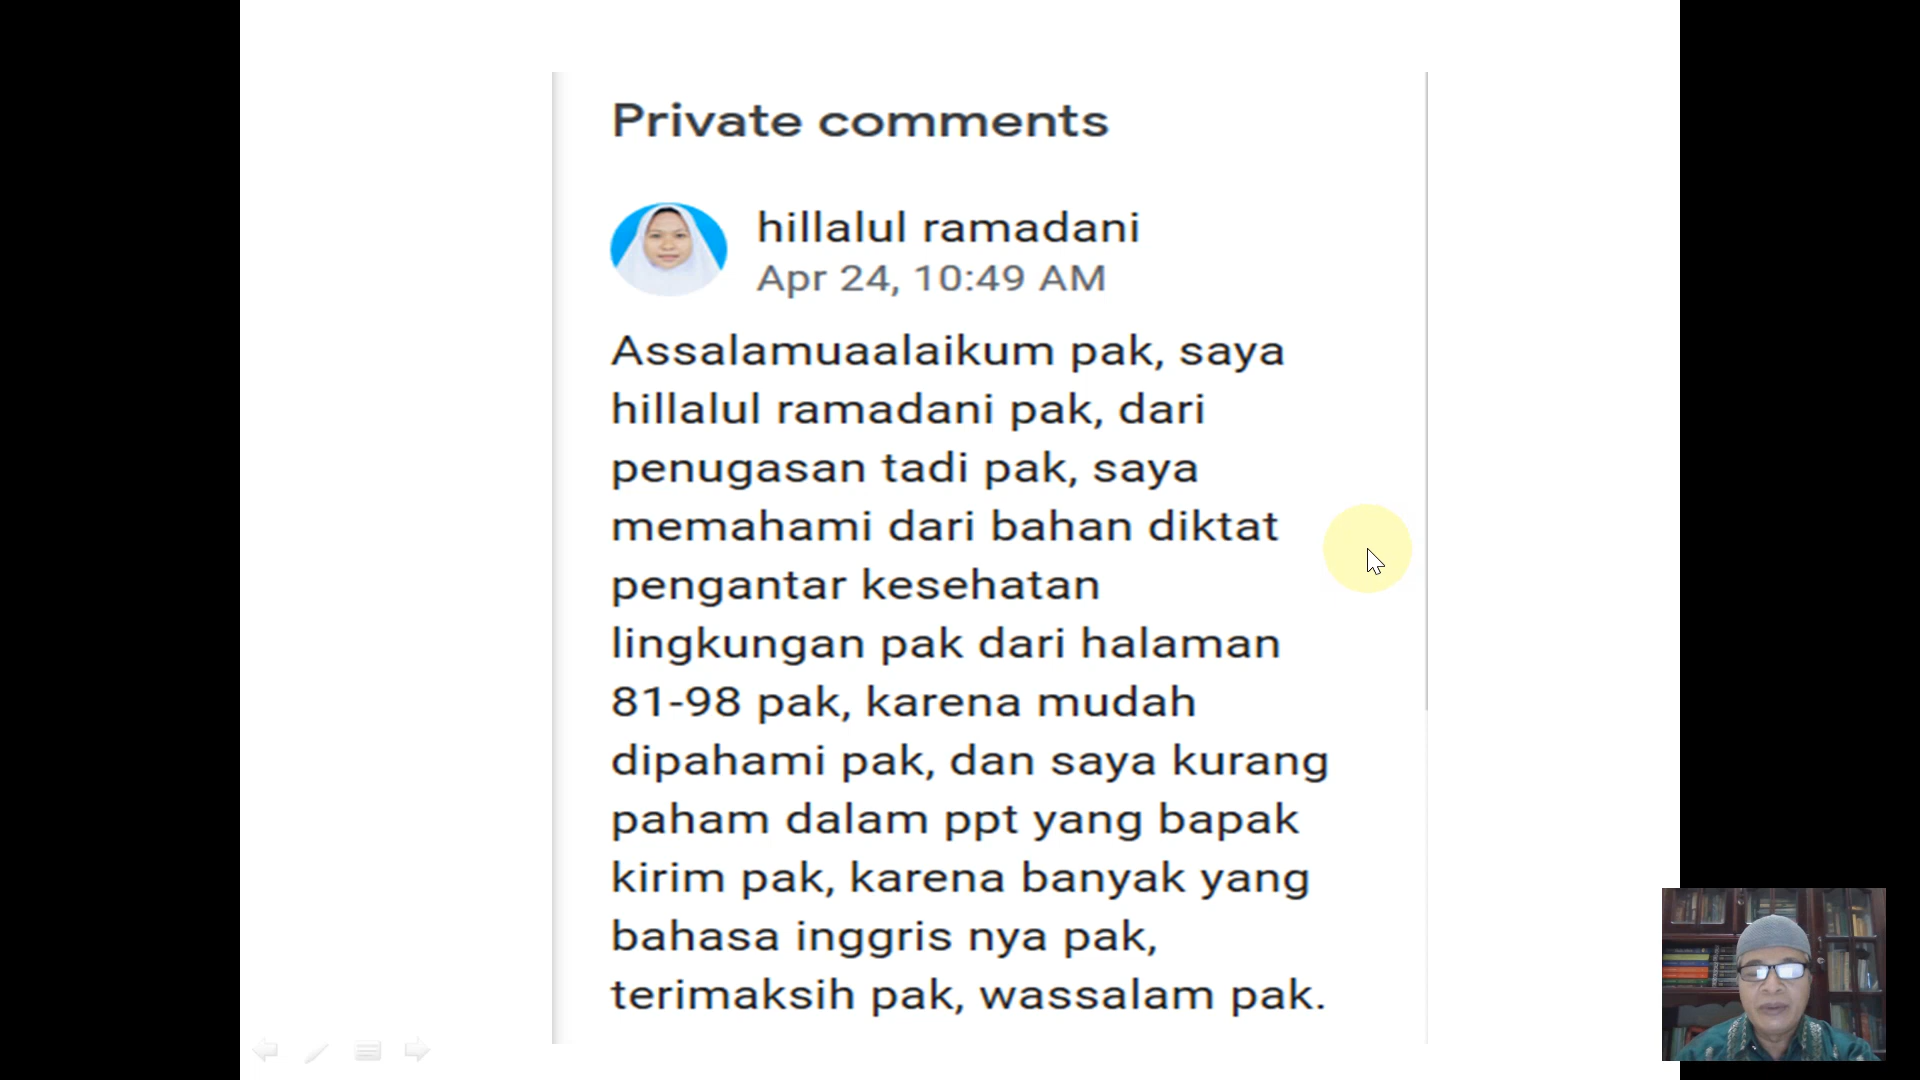 Private comments
hillalul ramadani
Apr 24, 10:49 AM
Assalamuaalaikum pak, saya
hillalul ramadani pak, dari
penugasan tadi pak, saya
memahami dari bahan diktat
pengantar kesehatan
lingkungan pak dari halaman
81-98 pak, karena mudah
dipahami pak, dan saya kurang
paham dalam ppt yang bapak
kirim pak, karena banyak yang
bahasa inggris nya pak,
terimaksih pak, wassalam pak.